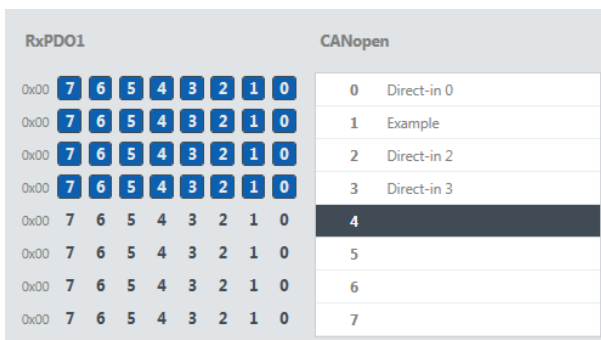 RxPDO1 CANopen
0x00 7 6 5 4 3 2 1 0 0 Direct-in 0
0x00 7 6 5 4 3 2 1 0 1 Example
0x00 7 6 5 4 3 2 1 0 2 Direct-in 2
0x00 7 6 5 4 3 2 1 0 3 Direct-in 3
0x00 7 6 5 4 3 2 1 0 4
0x00 7 6 5 4 3 2 1 0 5
0x00 7 6 5 4 3 2 1 0 6
0x00 7 6 5 4 3 2 1 0 7